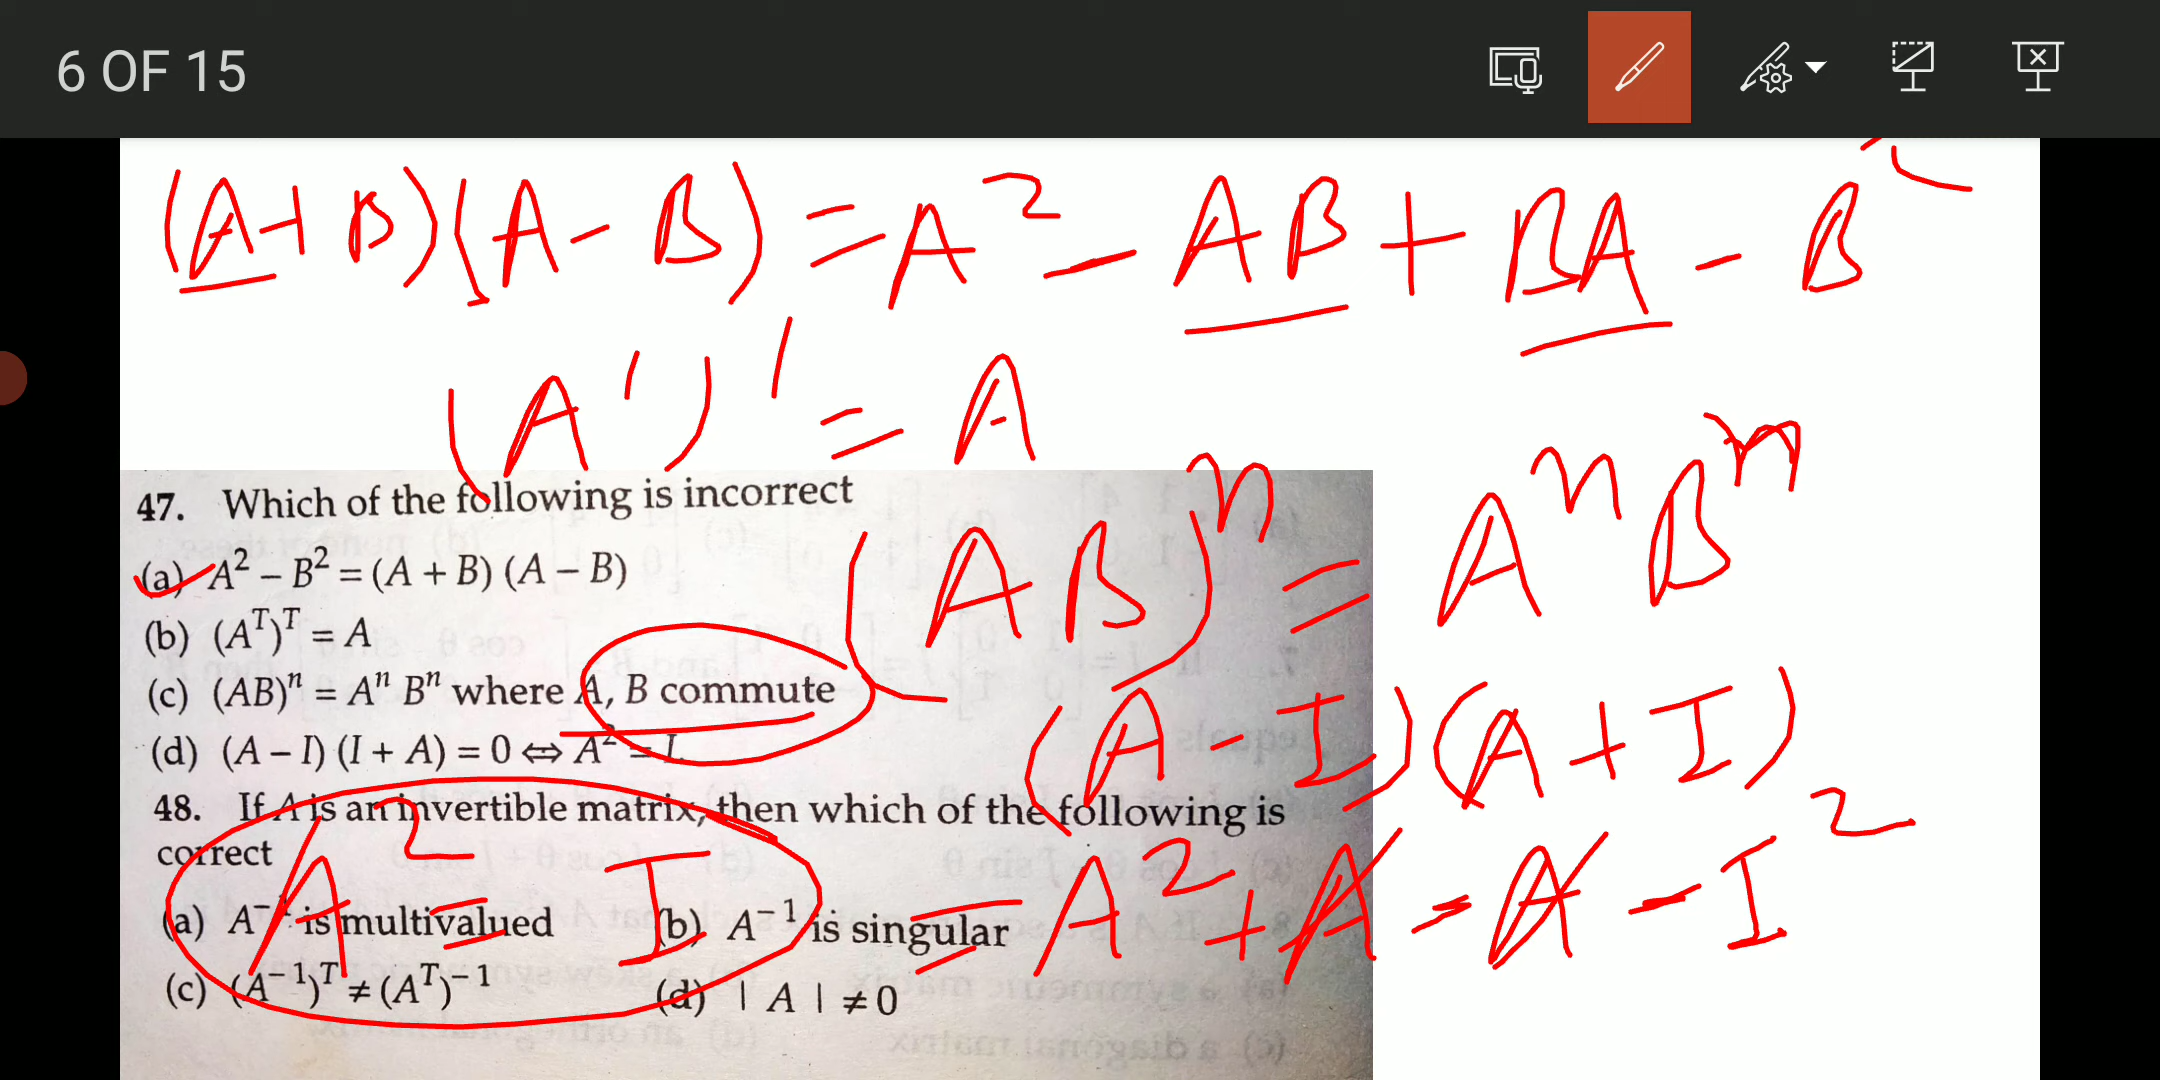 6 OF 15
(A+B)(A-B) = A² - AB + BA - B²
(A')' = A
47. Which of the following is incorrect
(a) A² – B² = (A + B) (A – B)
(b) (Aᵀ)ᵀ = A
(c) (AB)ⁿ = Aⁿ Bⁿ where A, B commute
(d) (A – I) (I + A) = 0 ⇔ A² = I
(AB)ⁿ = AⁿBⁿ
(A - I)(A + I)
= A² + A - A - I²
48. If A is an invertible matrix, then which of the following is
correct
(a) A⁻¹ is multivalued (b) A⁻¹ is singular
(c) (A⁻¹)ᵀ ≠ (Aᵀ)⁻¹ (d) | A | ≠ 0
A² = I